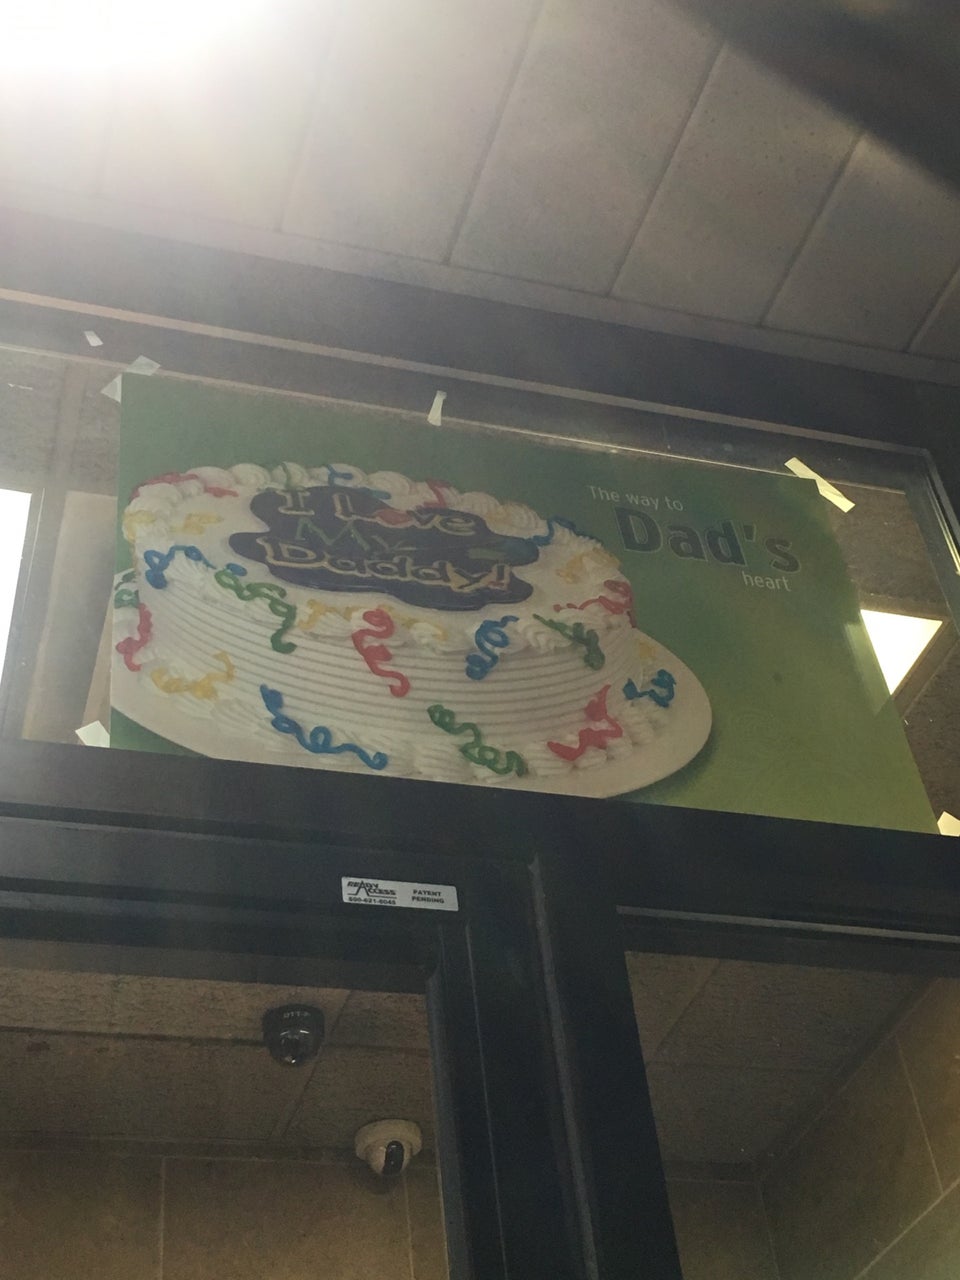 I Love
My
Daddy!
The way to
Dad's
heart
READY ACCESS
PATENT
PENDING